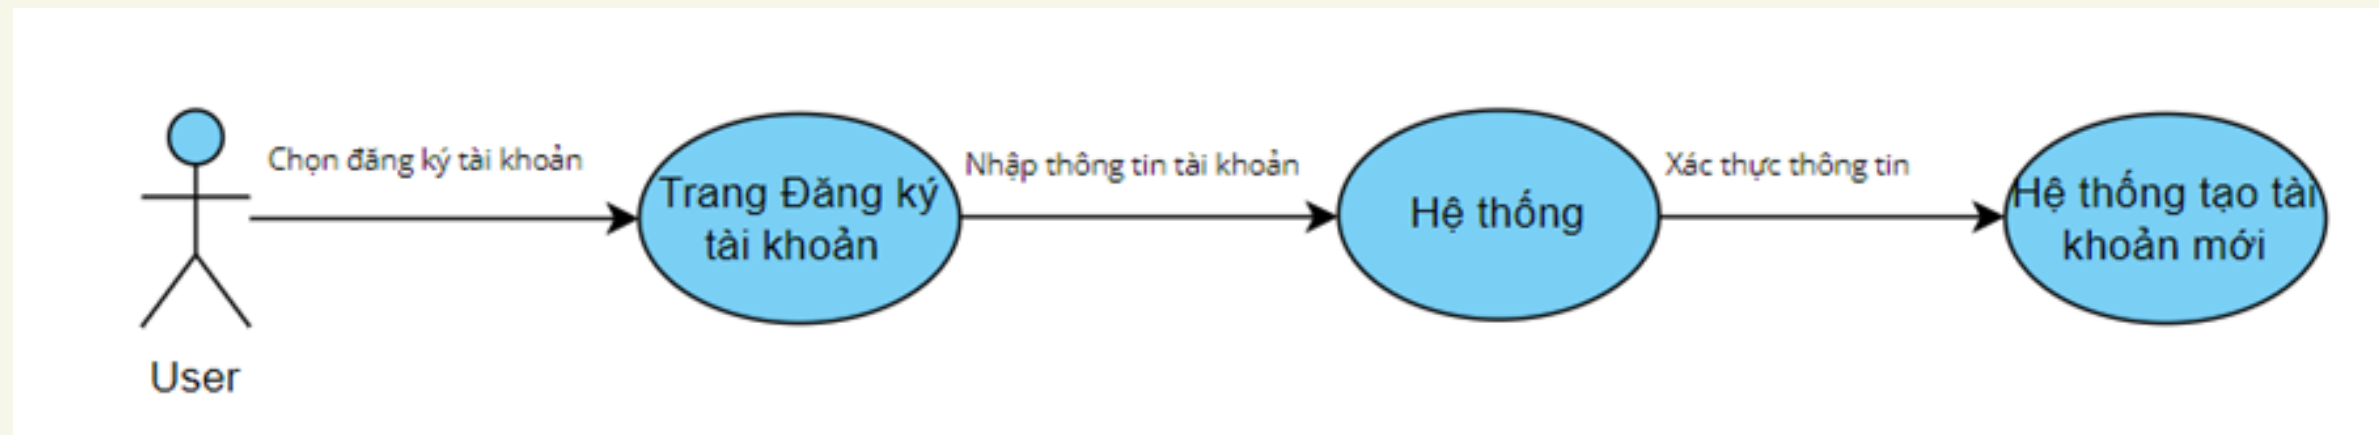 Chọn đăng ký tài khoản
Trang Đăng ký
tài khoản
Nhập thông tin tài khoản
Hệ thống
Xác thực thông tin
Hệ thống tạo tài
khoản mới
User